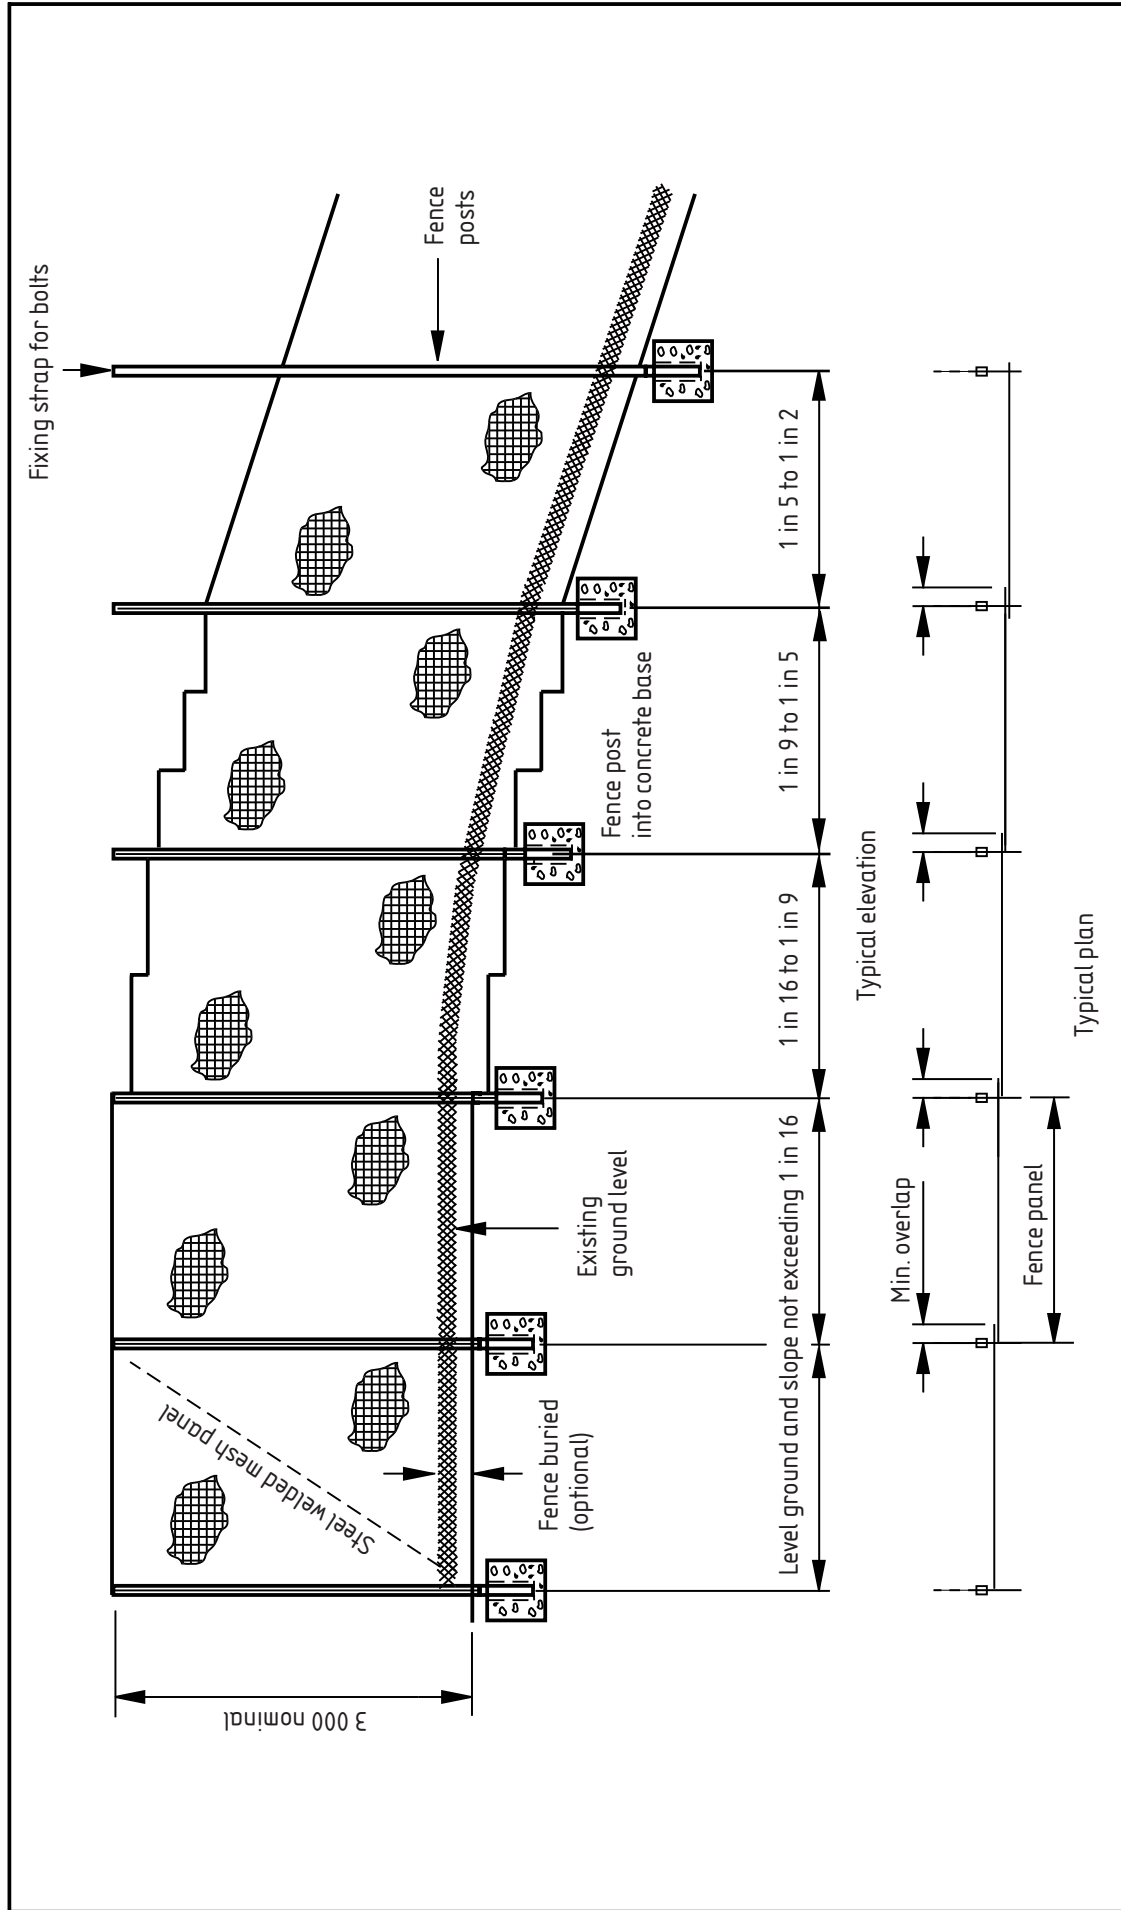 Fixing strap for bolts
Fence
posts
Steel welded mesh panel
3 000 nominal
Fence buried
(optional)
Existing
ground level
Fence post
into concrete base
Level ground and slope not exceeding 1 in 16
1 in 16 to 1 in 9
1 in 9 to 1 in 5
1 in 5 to 1 in 2
Typical elevation
Min. overlap
Fence panel
Typical plan